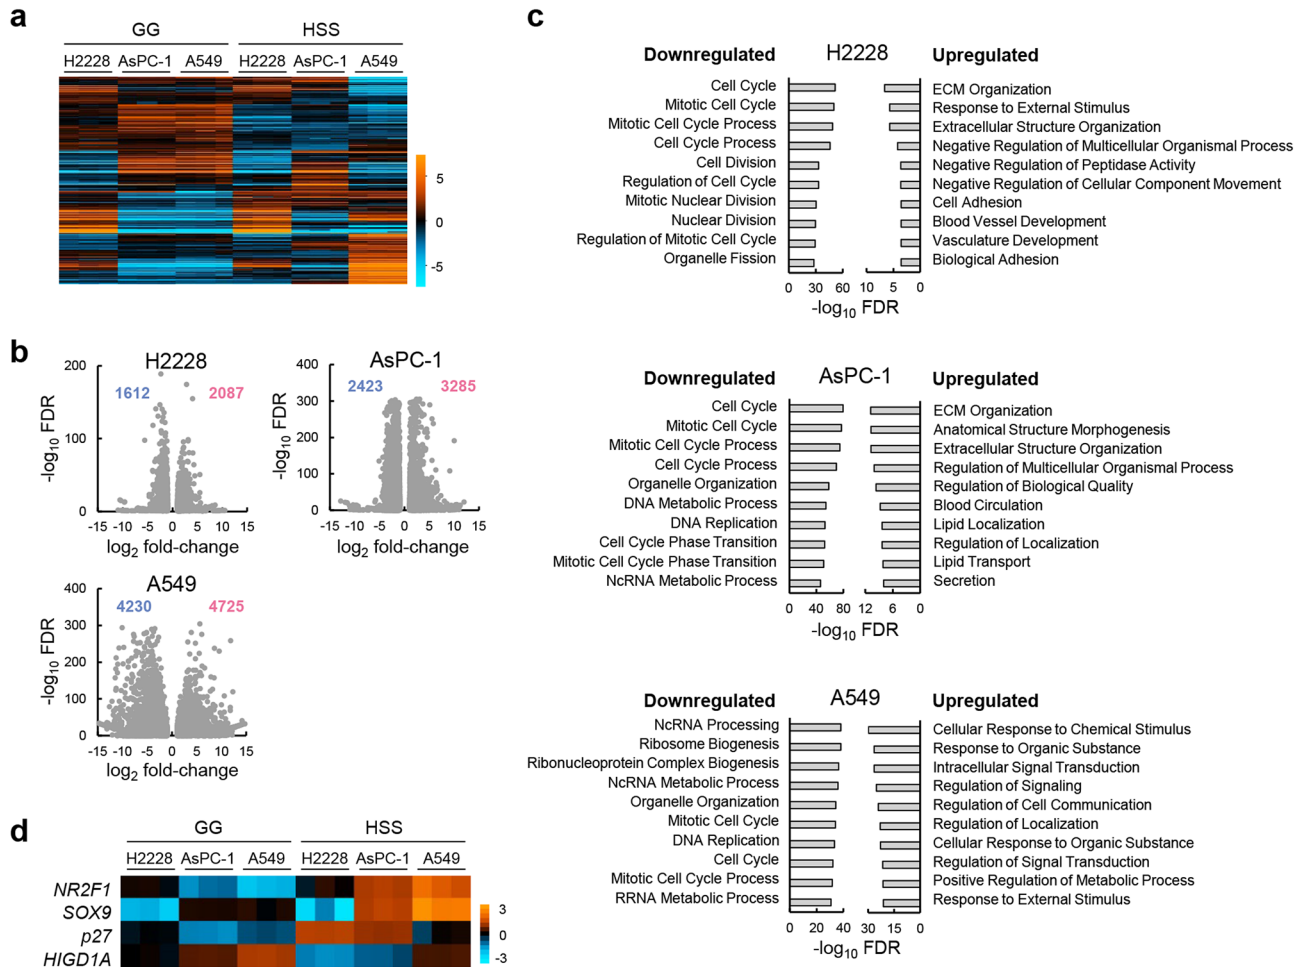 a
GG HSS
H2228 AsPC-1 A549 H2228 AsPC-1 A549
5
0
-5
b
H2228
1612 2087
200
100
0
-log10 FDR
-15 -10 -5 0 5 10 15
log2 fold-change
AsPC-1
2423 3285
400
300
200
100
0
-log10 FDR
-15 -10 -5 0 5 10 15
log2 fold-change
A549
4230 4725
400
300
200
100
0
-log10 FDR
-15 -10 -5 0 5 10 15
log2 fold-change
c
Downregulated H2228 Upregulated
Cell Cycle
Mitotic Cell Cycle
Mitotic Cell Cycle Process
Cell Cycle Process
Cell Division
Regulation of Cell Cycle
Mitotic Nuclear Division
Nuclear Division
Regulation of Mitotic Cell Cycle
Organelle Fission
ECM Organization
Response to External Stimulus
Extracellular Structure Organization
Negative Regulation of Multicellular Organismal Process
Negative Regulation of Peptidase Activity
Negative Regulation of Cellular Component Movement
Cell Adhesion
Blood Vessel Development
Vasculature Development
Biological Adhesion
0 30 60 10 5 0
-log10 FDR
Downregulated AsPC-1 Upregulated
Cell Cycle
Mitotic Cell Cycle
Mitotic Cell Cycle Process
Cell Cycle Process
Organelle Organization
DNA Metabolic Process
DNA Replication
Cell Cycle Phase Transition
Mitotic Cell Cycle Phase Transition
NcRNA Metabolic Process
ECM Organization
Anatomical Structure Morphogenesis
Extracellular Structure Organization
Regulation of Multicellular Organismal Process
Regulation of Biological Quality
Blood Circulation
Lipid Localization
Regulation of Localization
Lipid Transport
Secretion
0 40 80 12 6 0
-log10 FDR
Downregulated A549 Upregulated
NcRNA Processing
Ribosome Biogenesis
Ribonucleoprotein Complex Biogenesis
NcRNA Metabolic Process
Organelle Organization
Mitotic Cell Cycle
DNA Replication
Cell Cycle
Mitotic Cell Cycle Process
RRNA Metabolic Process
Cellular Response to Chemical Stimulus
Response to Organic Substance
Intracellular Signal Transduction
Regulation of Signaling
Regulation of Cell Communication
Regulation of Localization
Cellular Response to Organic Substance
Regulation of Signal Transduction
Positive Regulation of Metabolic Process
Response to External Stimulus
0 20 40 30 15 0
-log10 FDR
d
GG HSS
H2228 AsPC-1 A549 H2228 AsPC-1 A549
NR2F1
SOX9
p27
HIGD1A
3
0
-3